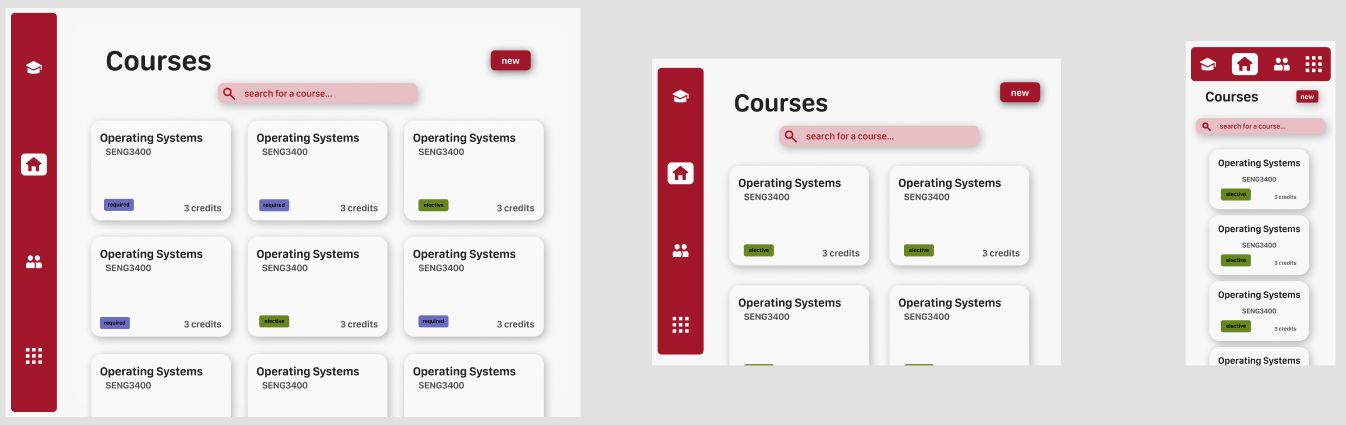 Courses
new
search for a course...
Operating Systems
SENG3400
required
3 credits
Operating Systems
SENG3400
required
3 credits
Operating Systems
SENG3400
elective
3 credits
Operating Systems
SENG3400
required
3 credits
Operating Systems
SENG3400
elective
3 credits
Operating Systems
SENG3400
required
3 credits
Operating Systems
SENG3400
Operating Systems
SENG3400
Operating Systems
SENG3400
Courses
new
search for a course...
Operating Systems
SENG3400
elective
3 credits
Operating Systems
SENG3400
elective
3 credits
Operating Systems
SENG3400
Operating Systems
SENG3400
Courses
new
search for a course...
Operating Systems
SENG3400
elective
3 credits
Operating Systems
SENG3400
elective
3 credits
Operating Systems
SENG3400
elective
3 credits
Operating Systems